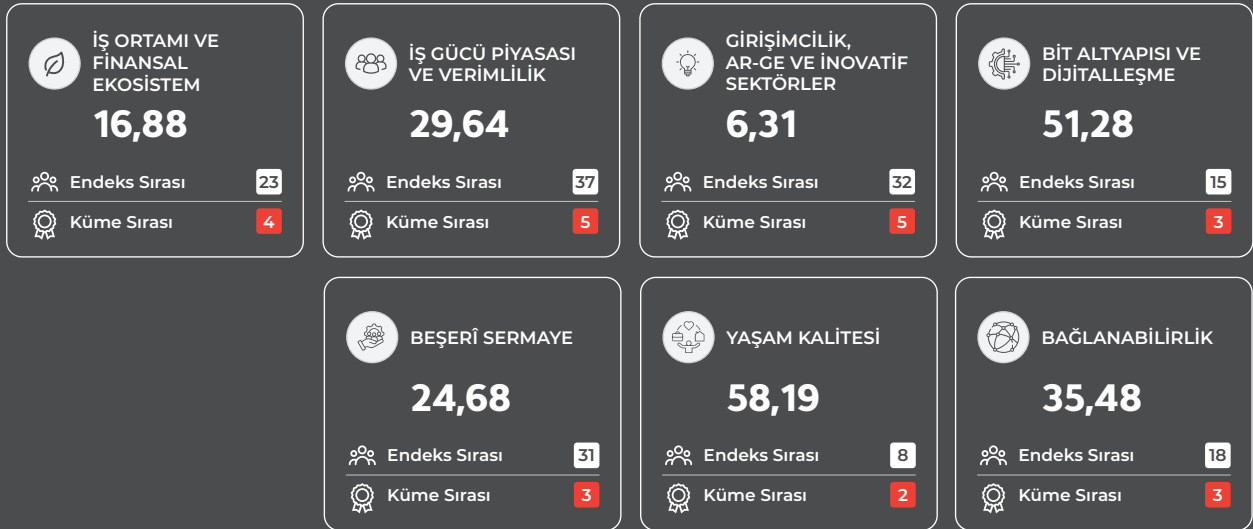 İŞ ORTAMI VE
FİNANSAL
EKOSİSTEM
16,88
Endeks Sırası 23
Küme Sırası 4
İŞ GÜCÜ PİYASASI
VE VERİMLİLİK
29,64
Endeks Sırası 37
Küme Sırası 5
GİRİŞİMCİLİK,
AR-GE VE İNOVATİF
SEKTÖRLER
6,31
Endeks Sırası 32
Küme Sırası 5
BİT ALTYAPISI VE
DİJİTALLEŞME
51,28
Endeks Sırası 15
Küme Sırası 3
BEŞERÎ SERMAYE
24,68
Endeks Sırası 31
Küme Sırası 3
YAŞAM KALİTESİ
58,19
Endeks Sırası 8
Küme Sırası 2
BAĞLANABİLİRLİK
35,48
Endeks Sırası 18
Küme Sırası 3